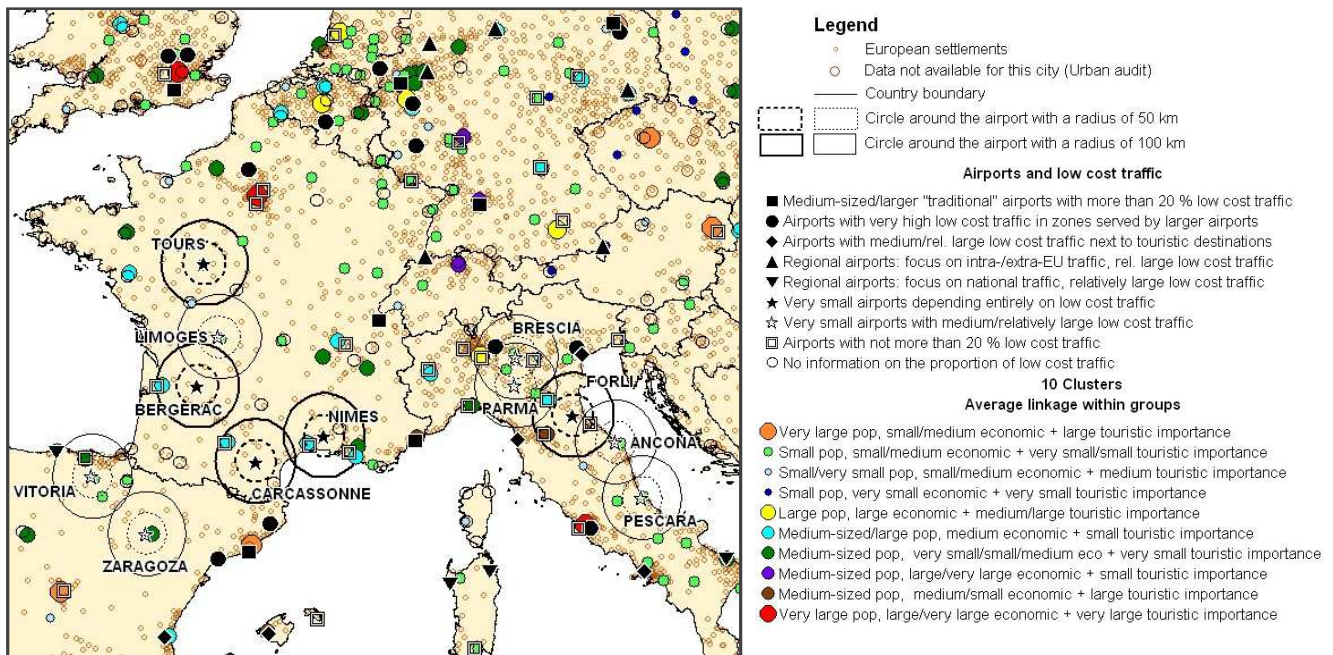 TOURS
LIMOGES
BERGERAC
NIMES
CARCASSONNE
VITORIA
ZARAGOZA
BRESCIA
PARMA
FORLI
ANCONA
PESCARA
Legend
European settlements
Data not available for this city (Urban audit)
Country boundary
Circle around the airport with a radius of 50 km
Circle around the airport with a radius of 100 km
Airports and low cost traffic
Medium-sized/larger "traditional" airports with more than 20 % low cost traffic
Airports with very high low cost traffic in zones served by larger airports
Airports with medium/rel. large low cost traffic next to touristic destinations
Regional airports: focus on intra-/extra-EU traffic, rel. large low cost traffic
Regional airports: focus on national traffic, relatively large low cost traffic
Very small airports depending entirely on low cost traffic
Very small airports with medium/relatively large low cost traffic
Airports with not more than 20 % low cost traffic
No information on the proportion of low cost traffic
10 Clusters
Average linkage within groups
Very large pop, small/medium economic + large touristic importance
Small pop, small/medium economic + very small/small touristic importance
Small/very small pop, small/medium economic + medium touristic importance
Small pop, very small economic + very small touristic importance
Large pop, large economic + medium/large touristic importance
Medium-sized/large pop, medium economic + small touristic importance
Medium-sized pop, very small/small/medium eco + very small touristic importance
Medium-sized pop, large/very large economic + small touristic importance
Medium-sized pop, medium/small economic + large touristic importance
Very large pop, large/very large economic + very large touristic importance